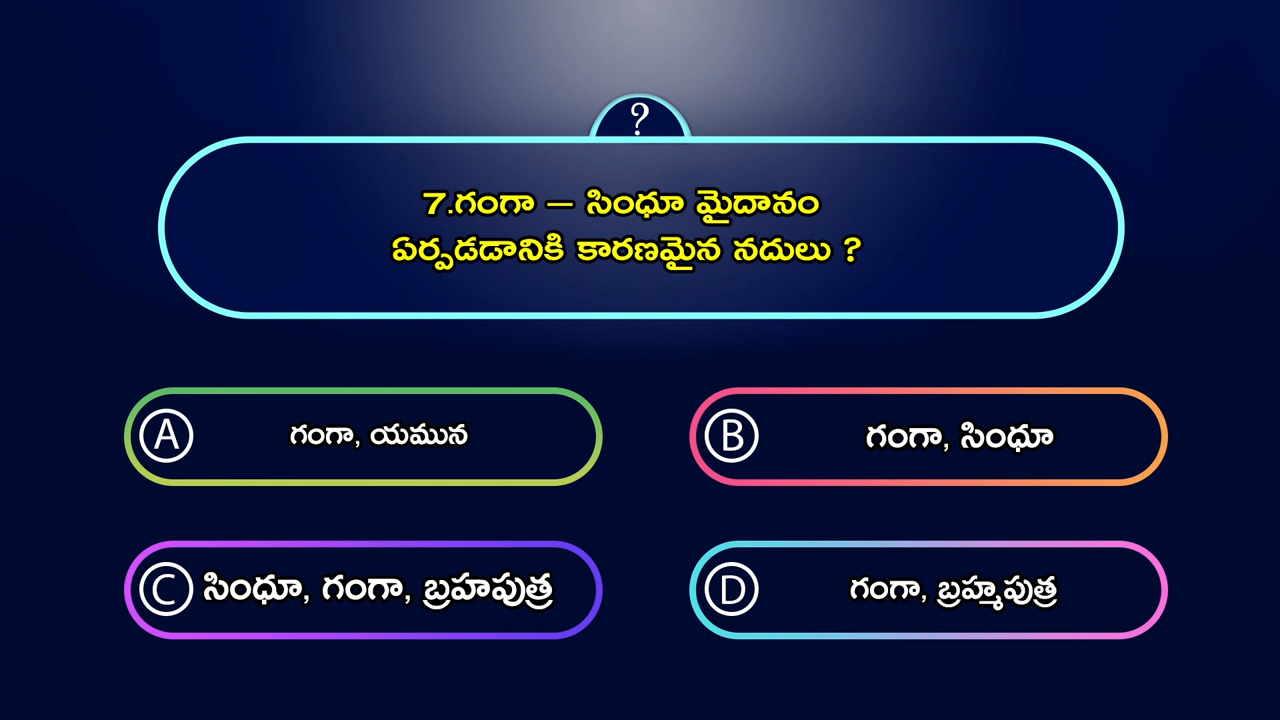 ?
7.గంగా – సింధూ మైదానం
ఏర్పడడానికి కారణమైన నదులు ?
A గంగా, యమున
B గంగా, సింధూ
C సింధూ, గంగా, బ్రహపుత్ర
D గంగా, బ్రహ్మపుత్ర